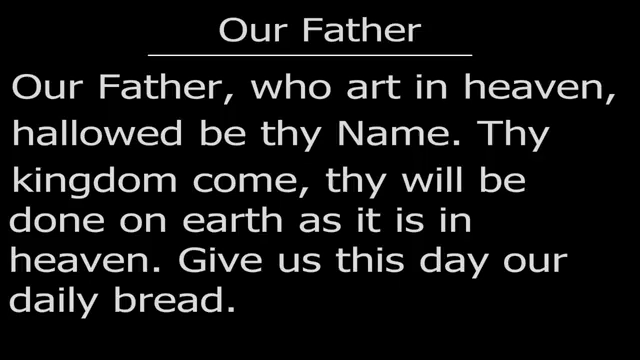 Our Father
Our Father, who art in heaven,
hallowed be thy Name. Thy
kingdom come, thy will be
done on earth as it is in
heaven. Give us this day our
daily bread.